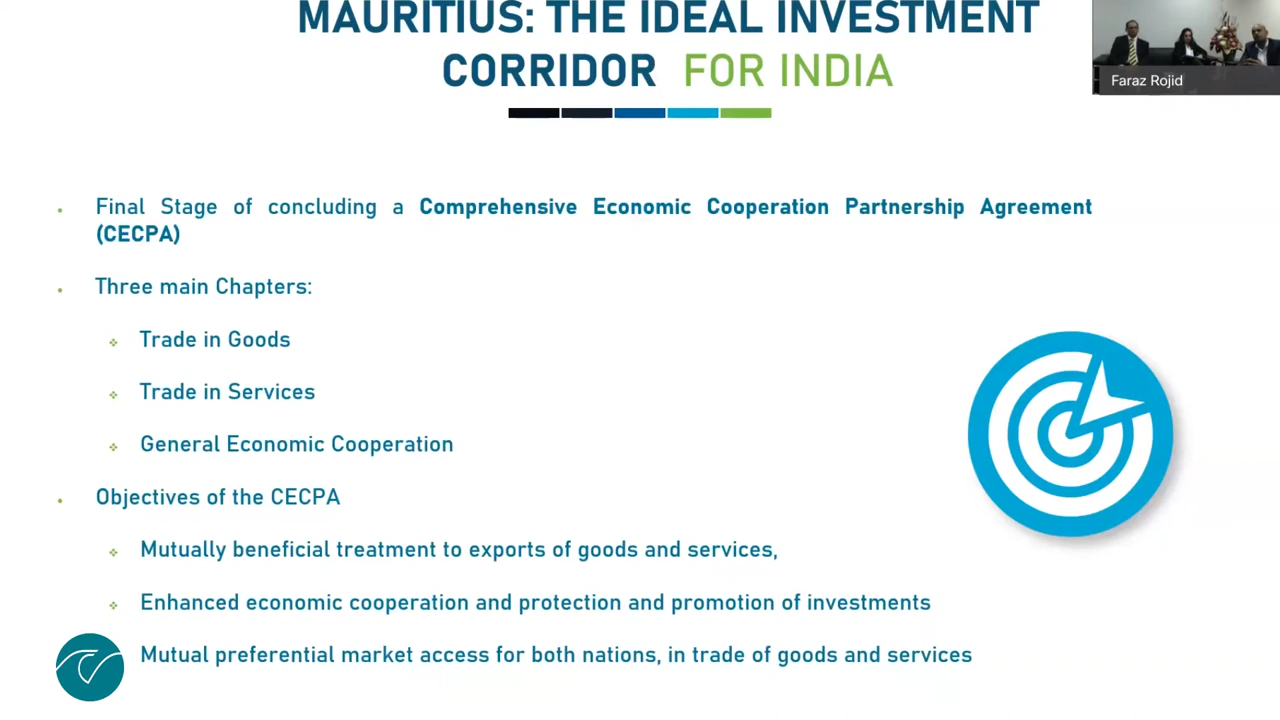 MAURITIUS: THE IDEAL INVESTMENT
CORRIDOR FOR INDIA
Faraz Rojid
Final Stage of concluding a Comprehensive Economic Cooperation Partnership Agreement
(CECPA)
Three main Chapters:
Trade in Goods
Trade in Services
General Economic Cooperation
Objectives of the CECPA
Mutually beneficial treatment to exports of goods and services,
Enhanced economic cooperation and protection and promotion of investments
Mutual preferential market access for both nations, in trade of goods and services